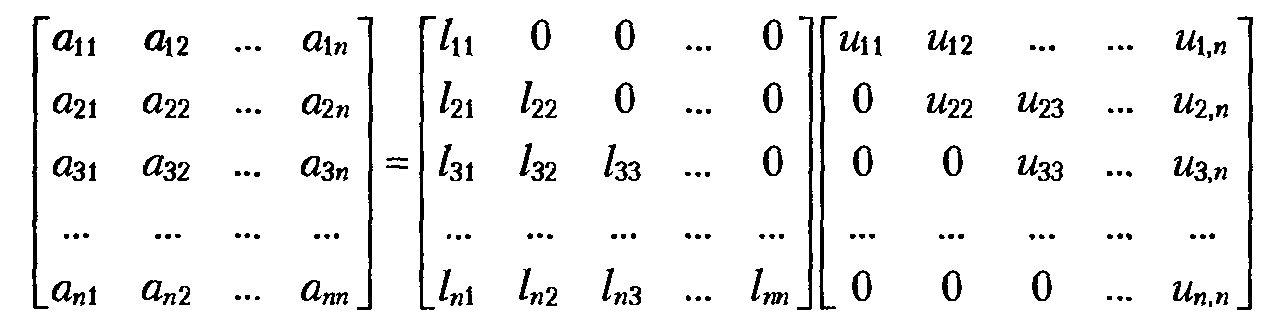 a11 a12 ... a1n l11 0 0 ... 0 u11 u12 ... ... u1,n
a21 a22 ... a2n l21 l22 0 ... 0 0 u22 u23 ... u2,n
a31 a32 ... a3n = l31 l32 l33 ... 0 0 0 u33 ... u3,n
... ... ... ... ... ... ... ... ... ... ... ... ... ...
an1 an2 ... ann ln1 ln2 ln3 ... lnn 0 0 0 ... un,n